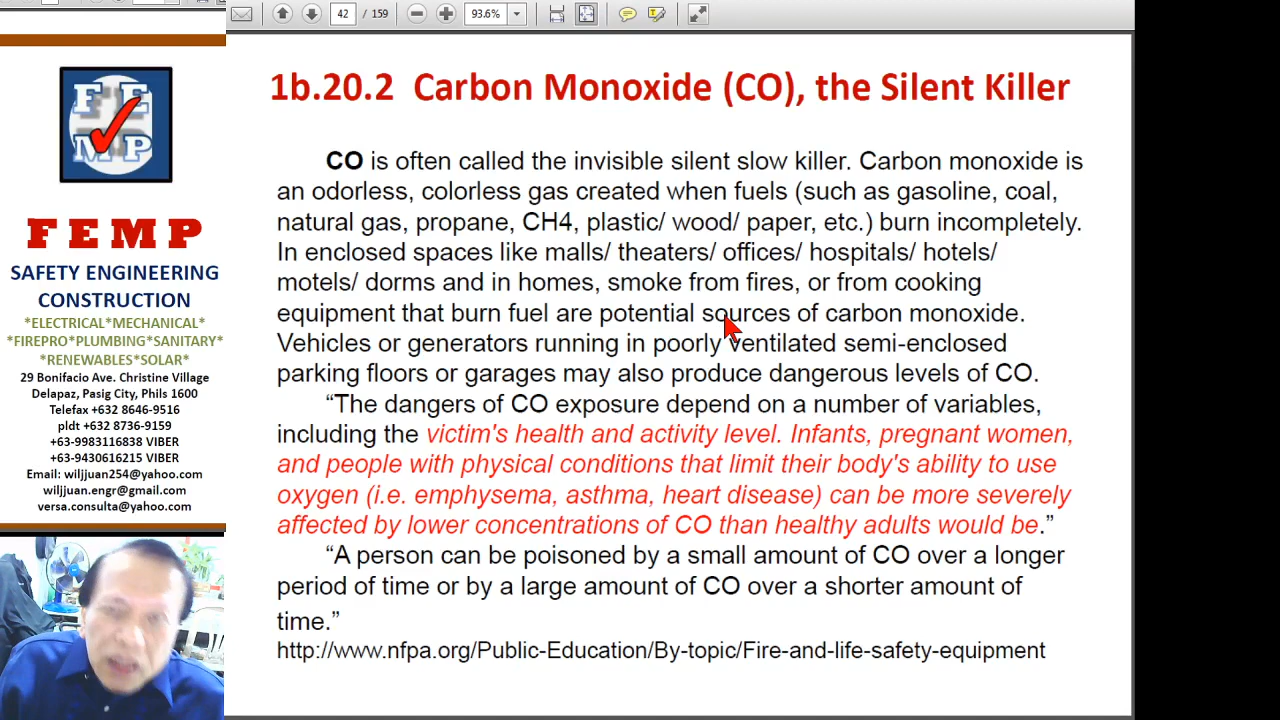 42 / 159
93.6%
F E
M P
FEMP
SAFETY ENGINEERING
CONSTRUCTION
*ELECTRICAL*MECHANICAL*
*FIREPRO*PLUMBING*SANITARY*
*RENEWABLES*SOLAR*
29 Bonifacio Ave. Christine Village
Delapaz, Pasig City, Phils 1600
Telefax +632 8646-9516
pldt +632 8736-9159
+63-9983116838 VIBER
+63-9430616215 VIBER
Email: wiljjuan254@yahoo.com
wiljjuan.engr@gmail.com
versa.consulta@yahoo.com
1b.20.2 Carbon Monoxide (CO), the Silent Killer
CO is often called the invisible silent slow killer. Carbon monoxide is
an odorless, colorless gas created when fuels (such as gasoline, coal,
natural gas, propane, CH4, plastic/ wood/ paper, etc.) burn incompletely.
In enclosed spaces like malls/ theaters/ offices/ hospitals/ hotels/
motels/ dorms and in homes, smoke from fires, or from cooking
equipment that burn fuel are potential sources of carbon monoxide.
Vehicles or generators running in poorly ventilated semi-enclosed
parking floors or garages may also produce dangerous levels of CO.
“The dangers of CO exposure depend on a number of variables,
including the victim's health and activity level. Infants, pregnant women,
and people with physical conditions that limit their body's ability to use
oxygen (i.e. emphysema, asthma, heart disease) can be more severely
affected by lower concentrations of CO than healthy adults would be.”
“A person can be poisoned by a small amount of CO over a longer
period of time or by a large amount of CO over a shorter amount of
time.”
http://www.nfpa.org/Public-Education/By-topic/Fire-and-life-safety-equipment